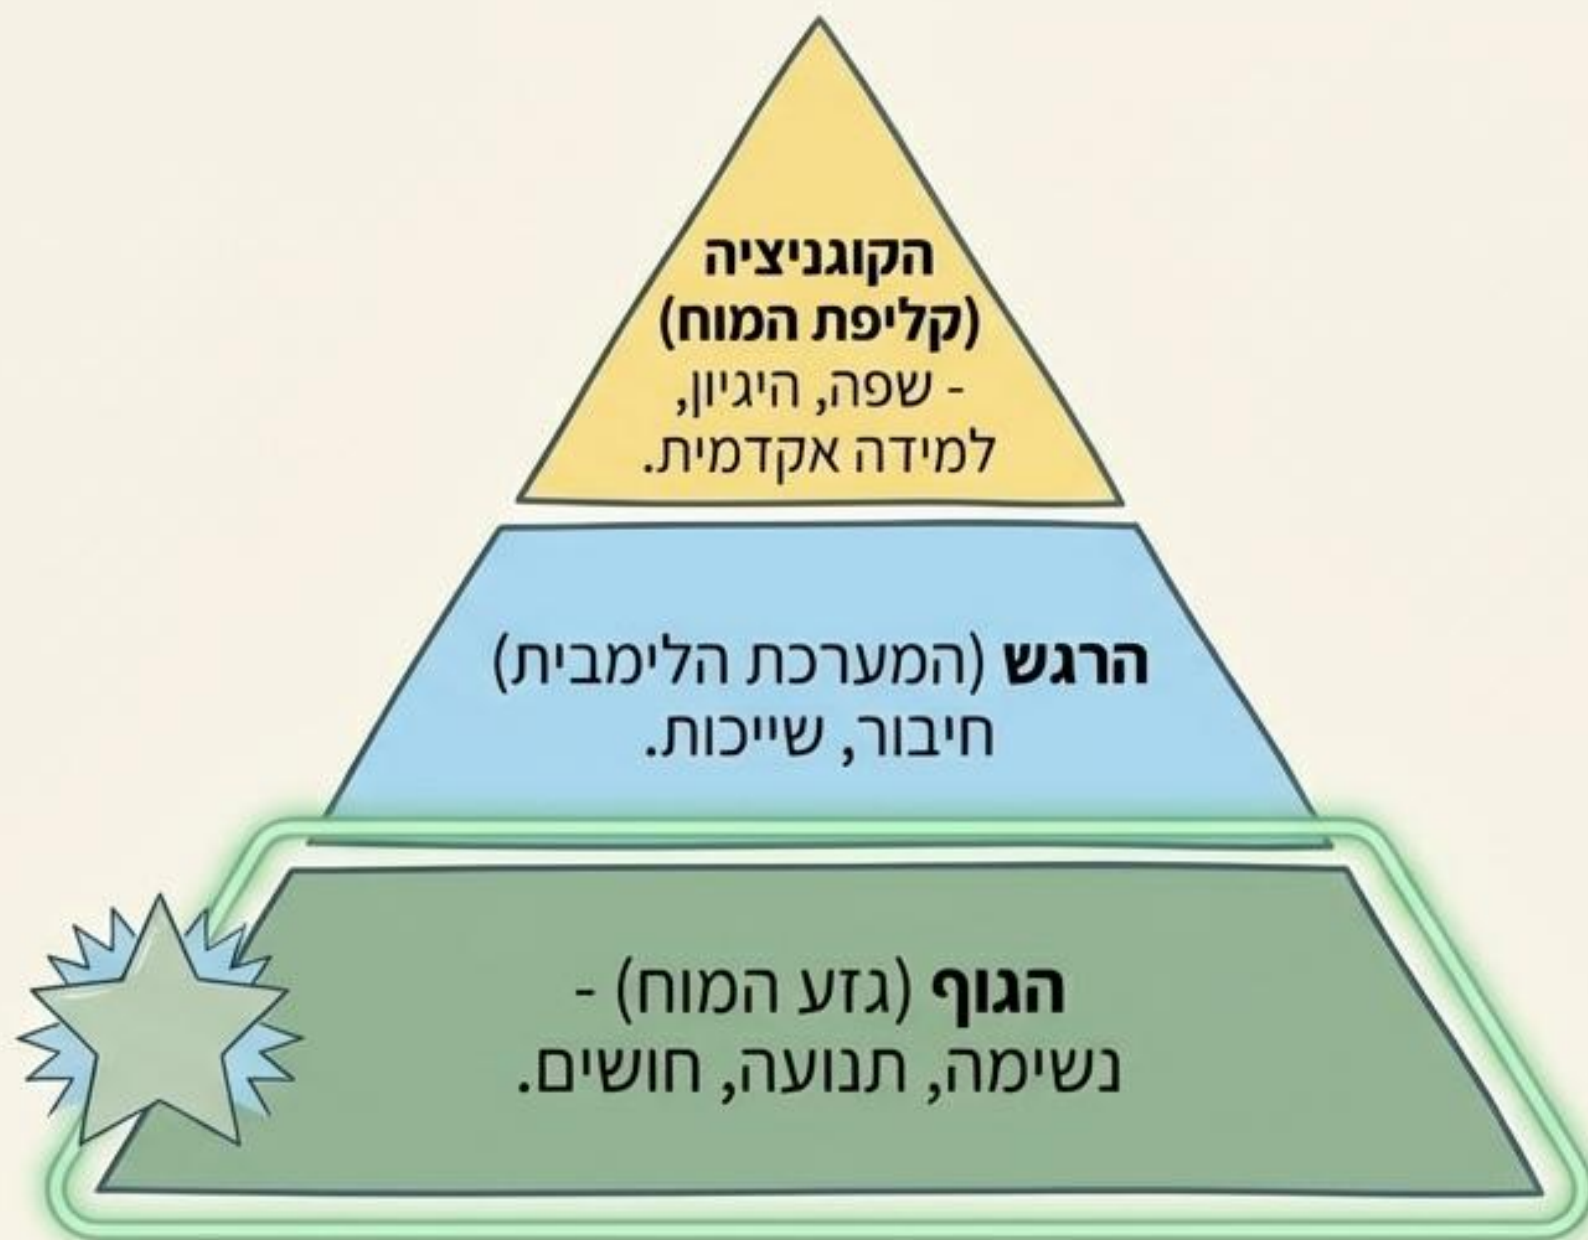 הקוגניציה
(קליפת המוח)
- שפה, היגיון,
למידה אקדמית.
הרגש (המערכת הלימבית)
חיבור, שייכות.
הגוף (גזע המוח) -
נשימה, תנועה, חושים.